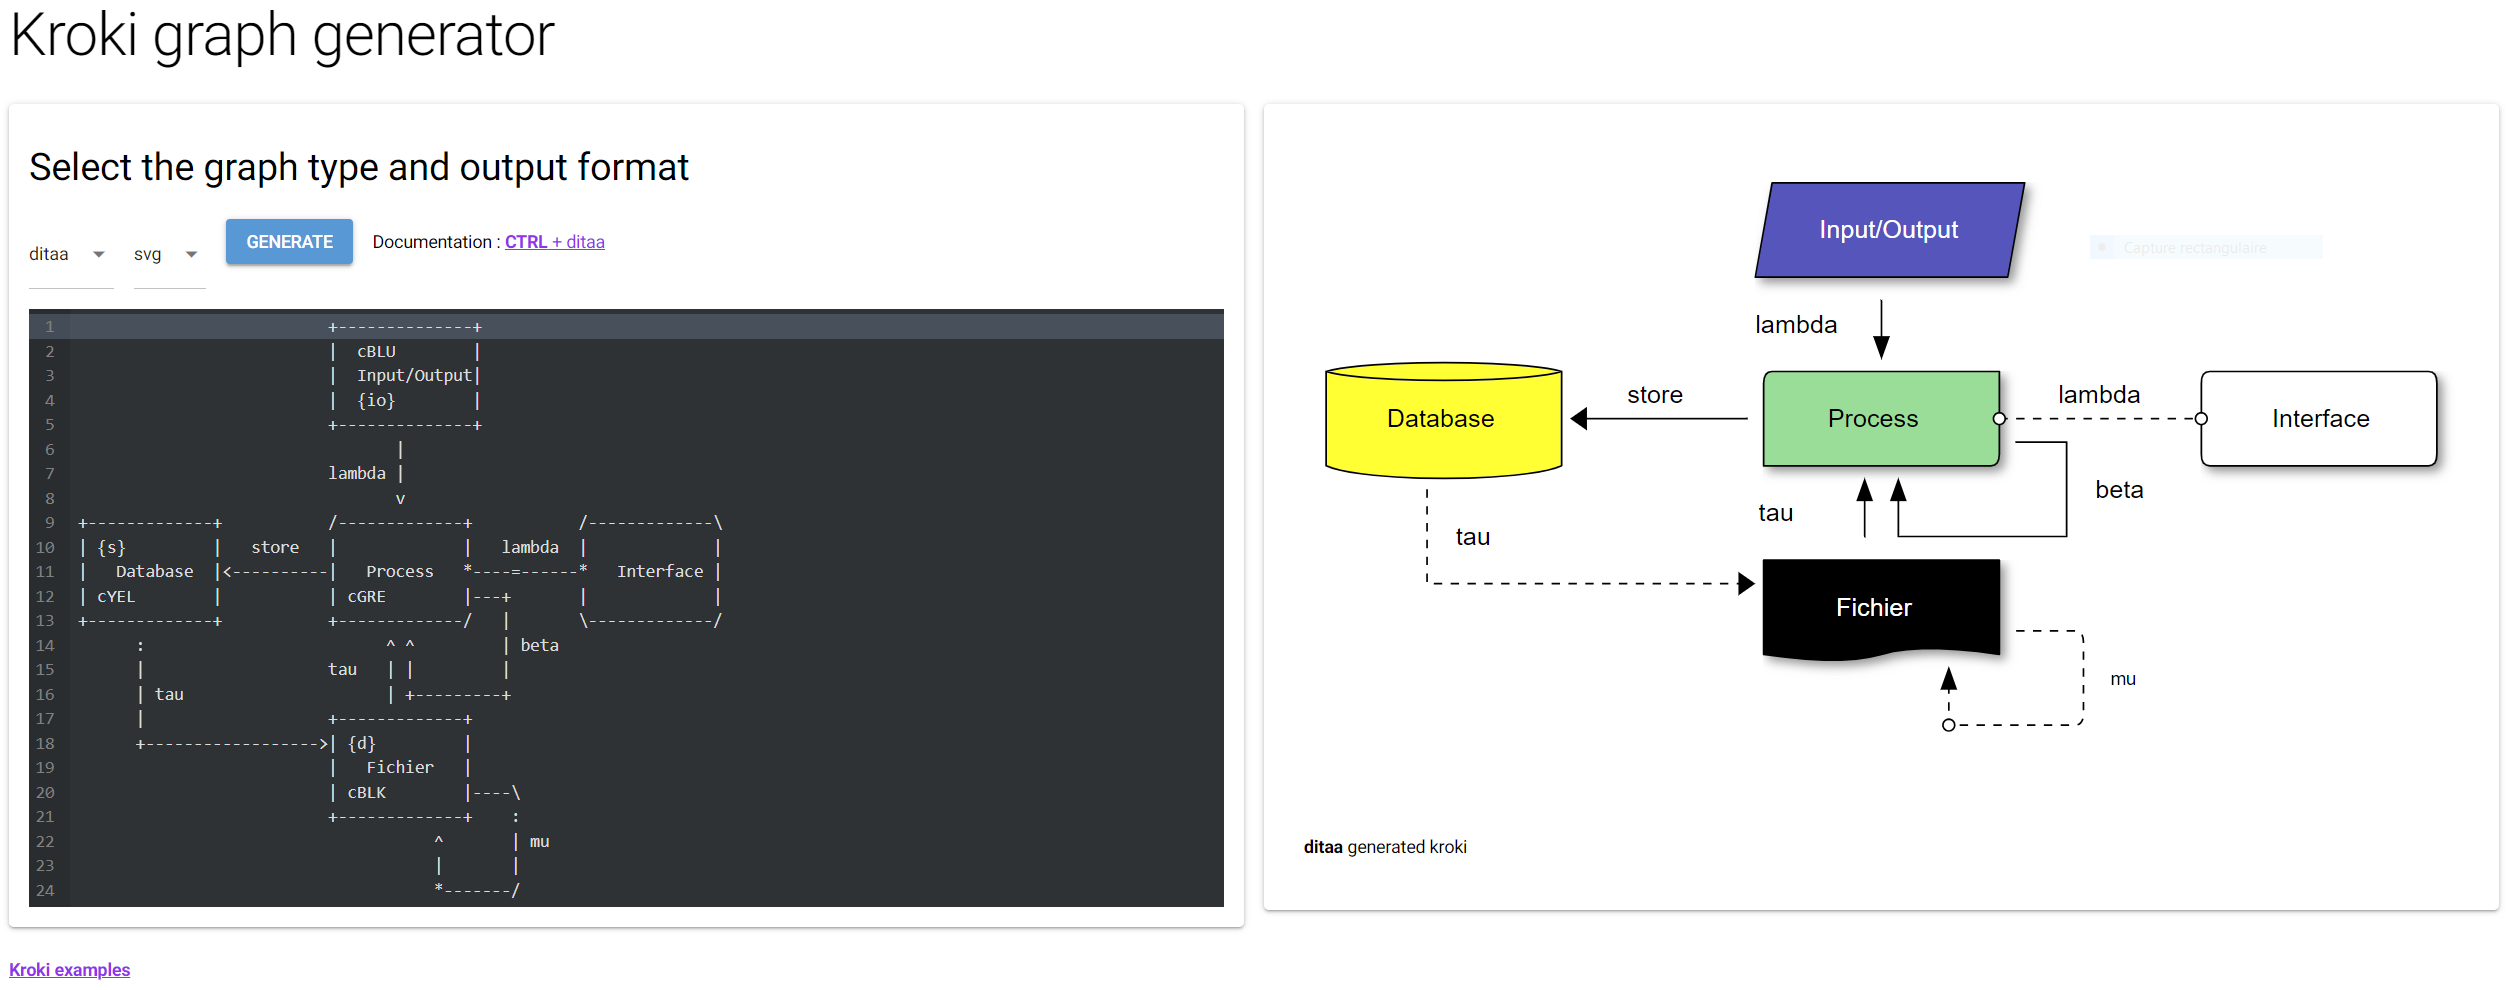 Kroki graph generator
Select the graph type and output format
ditaa svg GENERATE Documentation : CTRL + ditaa
1                            +--------------+
2                            |  cBLU        |
3                            |  Input/Output|
4                            |  {io}        |
5                            +--------------+
6                                   |
7                            lambda |
8                                   v
9  +-------------+           /-------------+           /-------------\
10 | {s}         |   store   |             |   lambda  |             |
11 |   Database  |<----------|   Process   *----=------*   Interface |
12 | cYEL        |           | cGRE        |---+       |             |
13 +-------------+           +-------------/   |       \-------------/
14       :                         ^ ^         | beta
15       |                   tau   | |         |
16       | tau                     | +---------+
17       |                   +-------------+
18       +------------------>| {d}         |
19                           |   Fichier   |
20                           | cBLK        |----\
21                           +-------------+    :
22                                      ^       | mu
23                                      |       |
24                                      *-------/
Input/Output
Capture rectangulaire
lambda
store
lambda
Database
Process
Interface
beta
tau
tau
Fichier
mu
ditaa generated kroki
Kroki examples